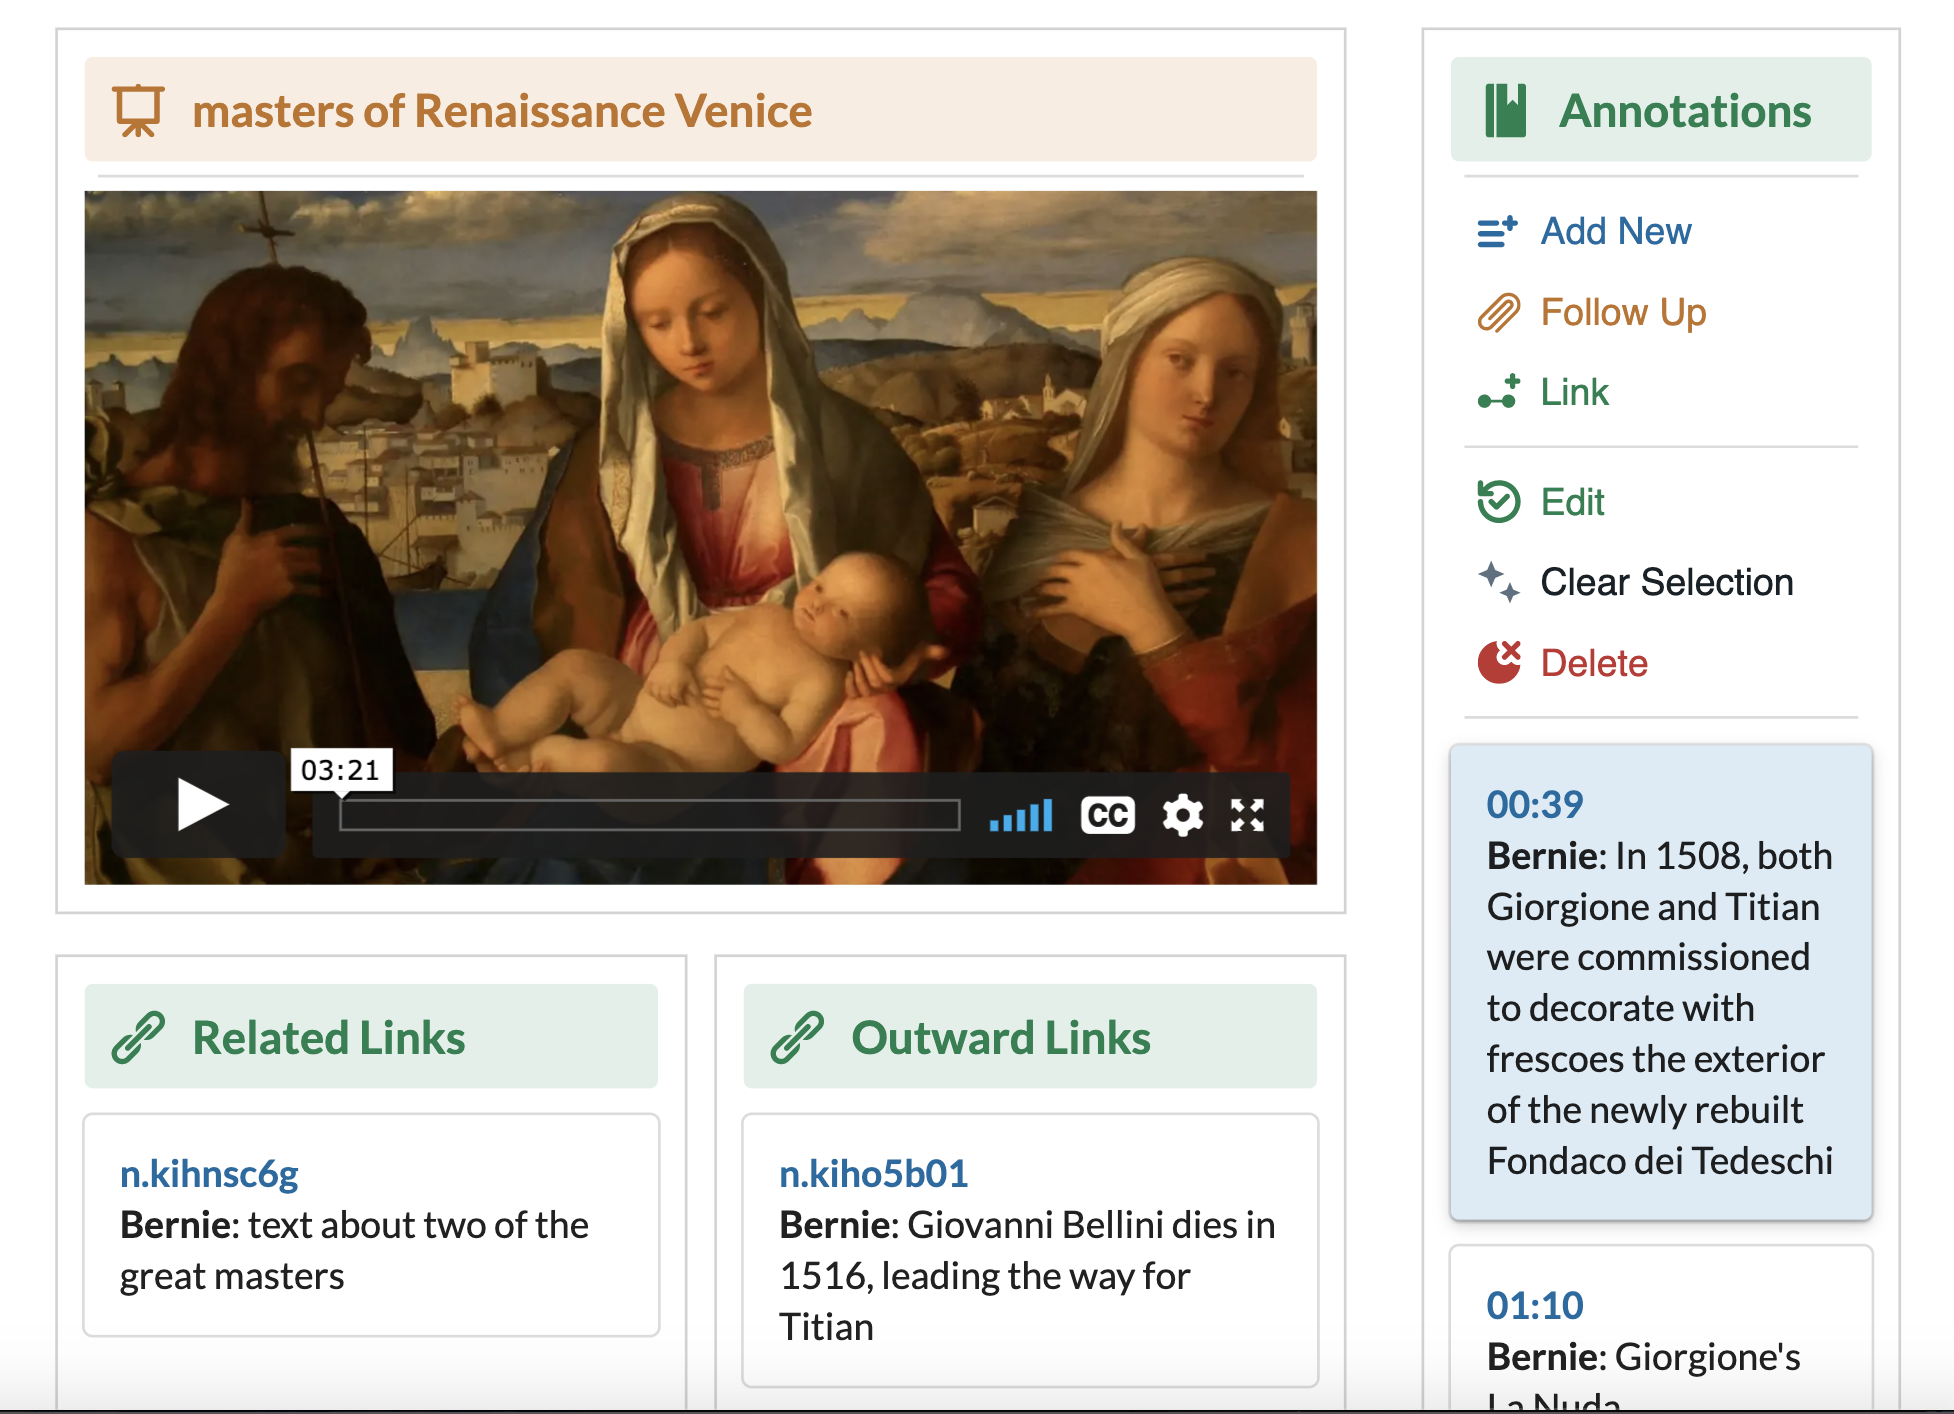 masters of Renaissance Venice
03:21
CC
Related Links
n.kihnsc6g
Bernie: text about two of the
great masters
Outward Links
n.kiho5b01
Bernie: Giovanni Bellini dies in
1516, leading the way for
Titian
Annotations
Add New
Follow Up
Link
Edit
Clear Selection
Delete
00:39
Bernie: In 1508, both
Giorgione and Titian
were commissioned
to decorate with
frescoes the exterior
of the newly rebuilt
Fondaco dei Tedeschi
01:10
Bernie: Giorgione's
La Nuda